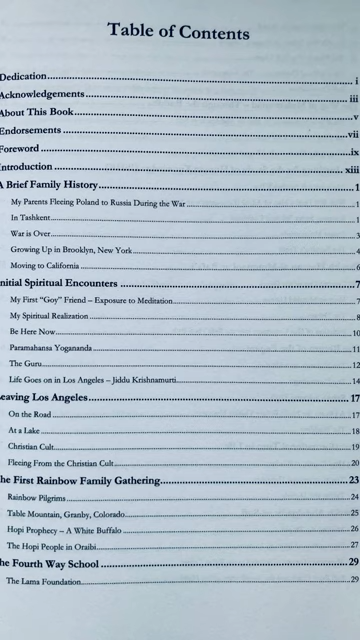 Table of Contents
Dedication i
Acknowledgements iii
About This Book v
Endorsements vii
Foreword ix
Introduction xiii
A Brief Family History 1
My Parents Fleeing Poland to Russia During the War 1
In Tashkent 1
War is Over 3
Growing Up in Brooklyn, New York 4
Moving to California 6
nitial Spiritual Encounters 7
My First "Goy" Friend – Exposure to Meditation 7
My Spiritual Realization 8
Be Here Now 10
Paramahansa Yogananda 11
The Guru 12
Life Goes on in Los Angeles – Jiddu Krishnamurti 14
eaving Los Angeles 17
On the Road 17
At a Lake 18
Christian Cult 19
Fleeing From the Christian Cult 20
he First Rainbow Family Gathering 23
Rainbow Pilgrims 24
Table Mountain, Granby, Colorado 25
Hopi Prophecy – A White Buffalo 26
The Hopi People in Oraibi 27
he Fourth Way School 29
The Lama Foundation 29